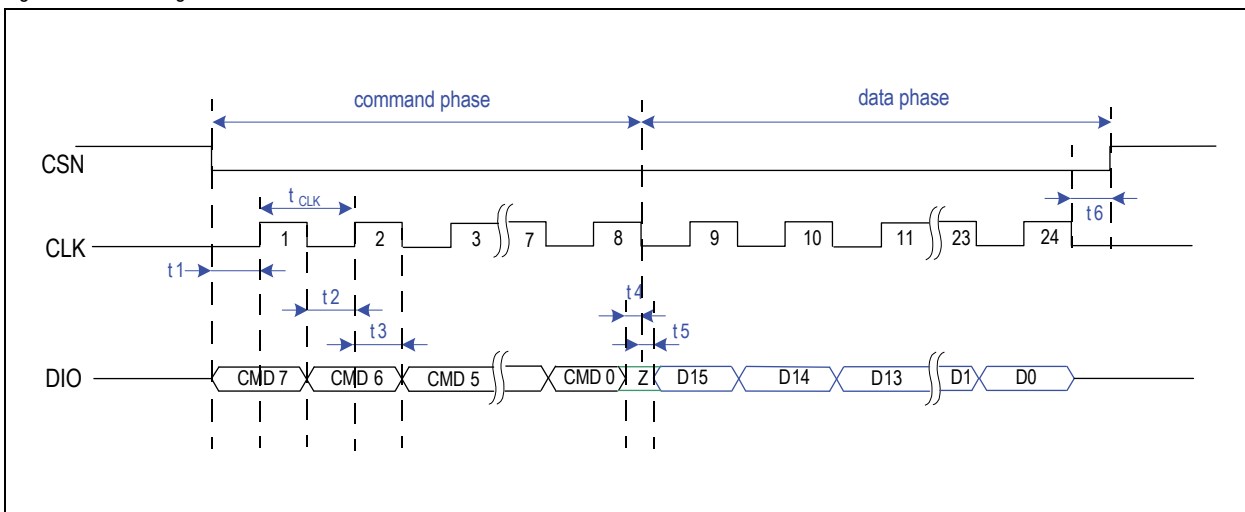 command phase data phase
CSN
t CLK
t6
CLK 1 2 3 7 8 9 10 11 23 24
t1
t2 t4
t3 t5
DIO CMD 7 CMD 6 CMD 5 CMD 0 Z D15 D14 D13 D1 D0